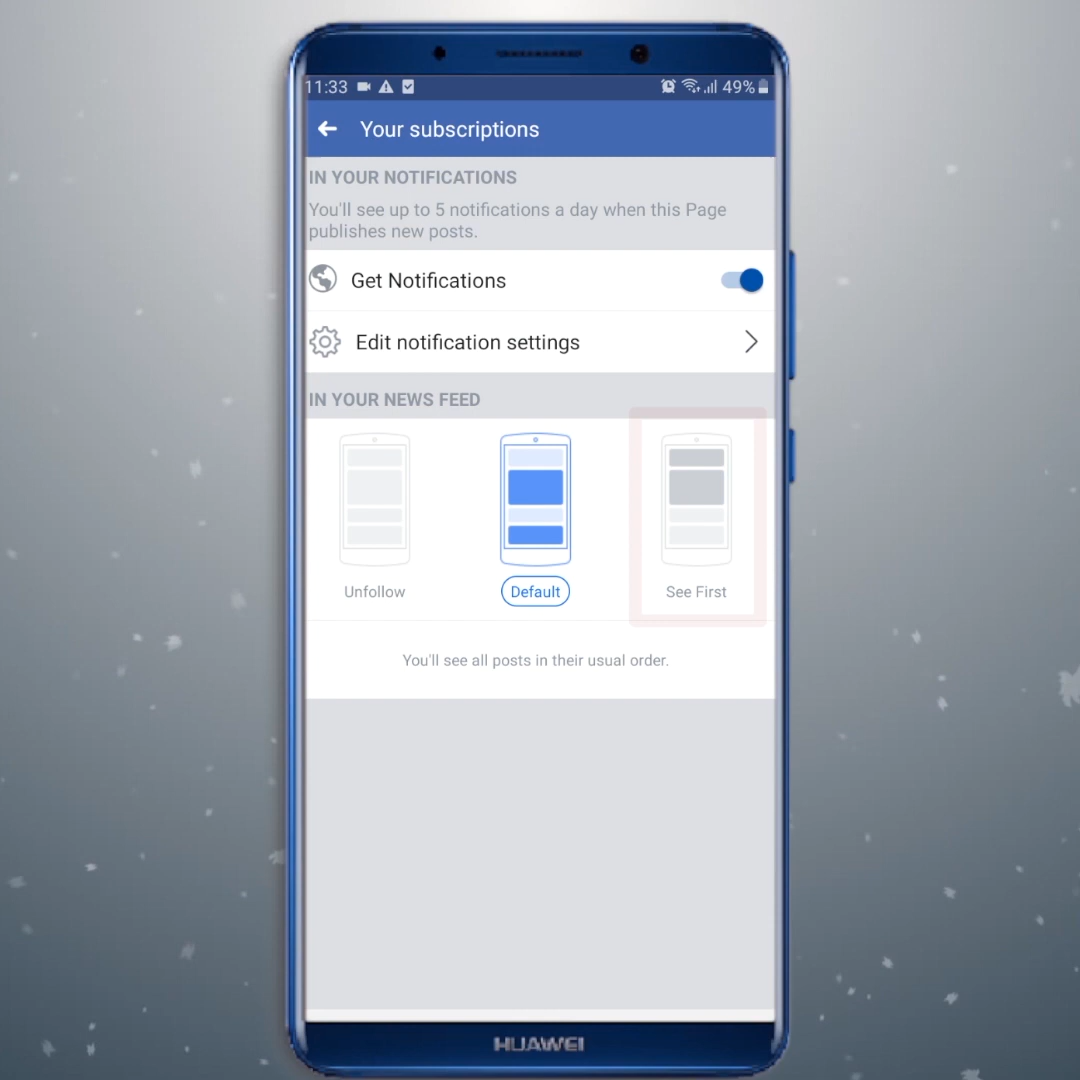 11:33 49%
Your subscriptions
IN YOUR NOTIFICATIONS
You'll see up to 5 notifications a day when this Page
publishes new posts.
Get Notifications
Edit notification settings
IN YOUR NEWS FEED
Unfollow Default See First
You'll see all posts in their usual order.
HUAWEI